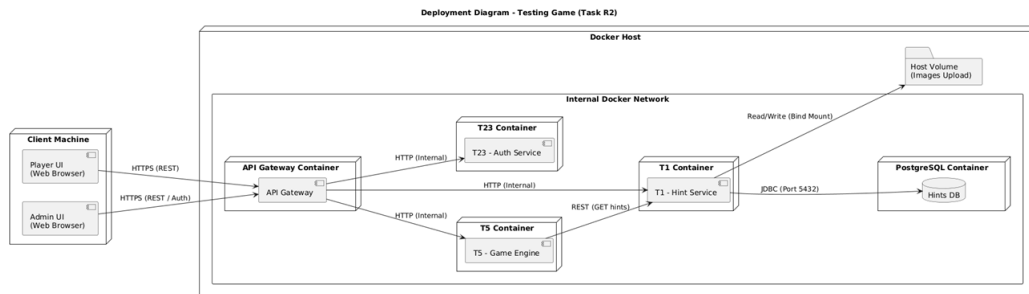 Deployment Diagram - Testing Game (Task R2)
Docker Host
Host Volume
(Images Upload)
Internal Docker Network
Read/Write (Bind Mount)
Client Machine
Player UI
(Web Browser)
Admin UI
(Web Browser)
HTTPS (REST)
HTTPS (REST / Auth)
API Gateway Container
API Gateway
HTTP (Internal)
HTTP (Internal)
HTTP (Internal)
T23 Container
T23 - Auth Service
T5 Container
T5 - Game Engine
REST (GET hints)
T1 Container
T1 - Hint Service
JDBC (Port 5432)
PostgreSQL Container
Hints DB